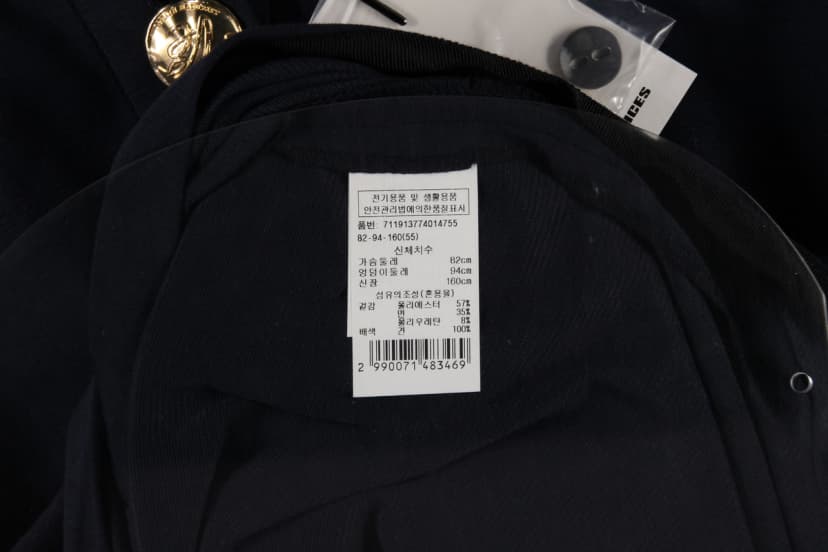 ICES
전기용품 및 생활용품
안전관리법에의한품질표시
품번: 711913774014755
82-94-160(55)
신체치수
가슴둘레 82cm
엉덩이둘레 94cm
신장 160cm
섬유의조성(혼용율)
겉감 폴리에스터 57%
면 35%
폴리우레탄 8%
배색 견 100%
2 990071 483469